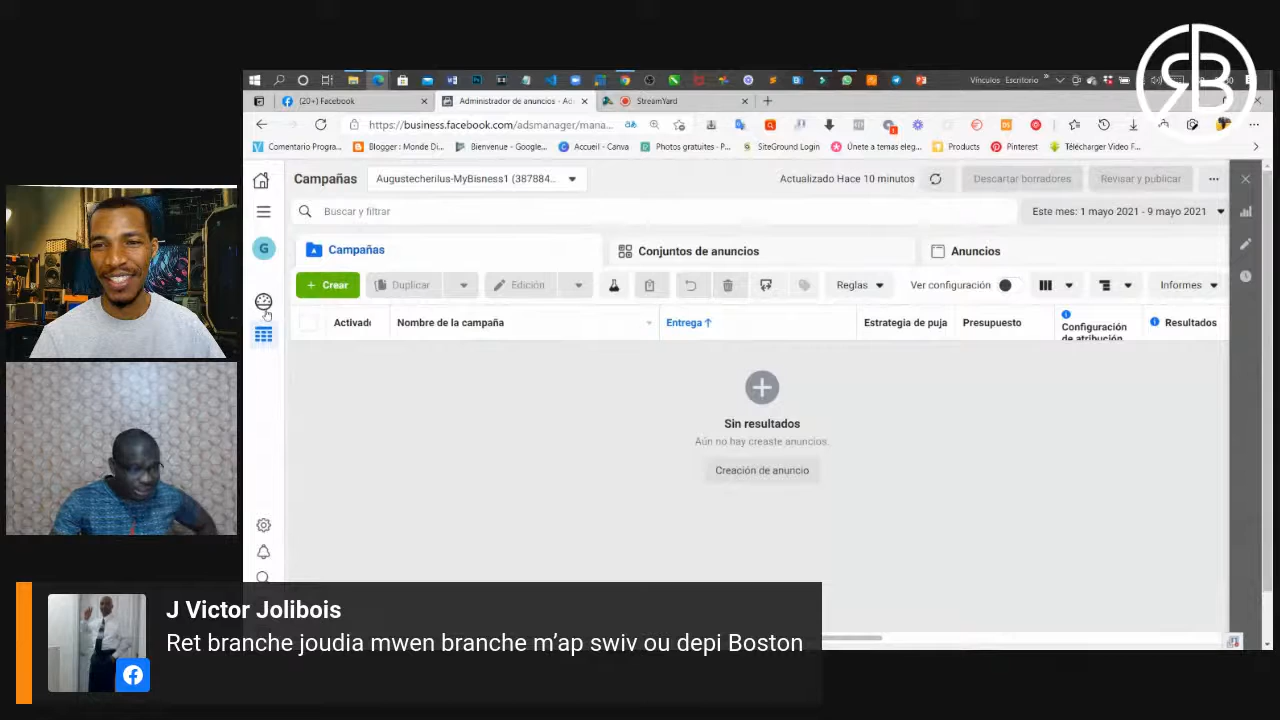 RB
Vínculos Escritorio
(20+) Facebook
Administrador de anuncios - Ad
StreamYard
https://business.facebook.com/adsmanager/mana...
Comentario Progra...
Blogger : Monde Di...
Bienvenue - Google...
Accueil - Canva
Photos gratuites - P...
SiteGround Login
Únete a temas eleg...
Products
Pinterest
Télécharger Video F...
Campañas
Augustecherilus-MyBisness1 (387884...
Actualizado Hace 10 minutos
Descartar borradores
Revisar y publicar
Buscar y filtrar
Este mes: 1 mayo 2021 - 9 mayo 2021
G
Campañas
Conjuntos de anuncios
Anuncios
+ Crear
Duplicar
Edición
Reglas
Ver configuración
Informes
Activado
Nombre de la campaña
Entrega ↑
Estrategia de puja
Presupuesto
Configuración
de atribución
Resultados
Sin resultados
Aún no hay creaste anuncios.
Creación de anuncio
J Victor Jolibois
Ret branche joudia mwen branche m’ap swiv ou depi Boston